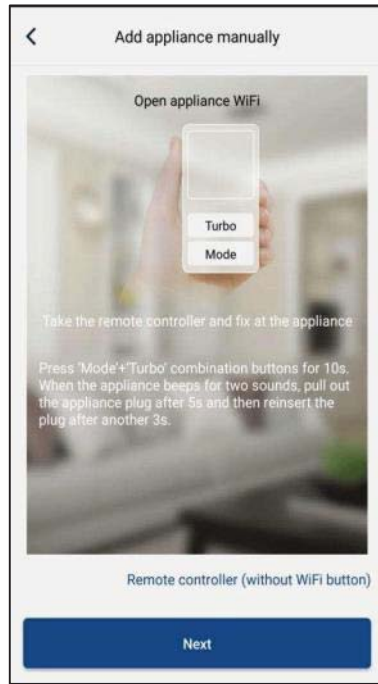 Add appliance manually
Open appliance WiFi
Turbo
Mode
Take the remote controller and fix at the appliance
Press 'Mode'+'Turbo' combination buttons for 10s.
When the appliance beeps for two sounds, pull out
the appliance plug after 5s and then reinsert the
plug after another 3s.
Remote controller (without WiFi button)
Next